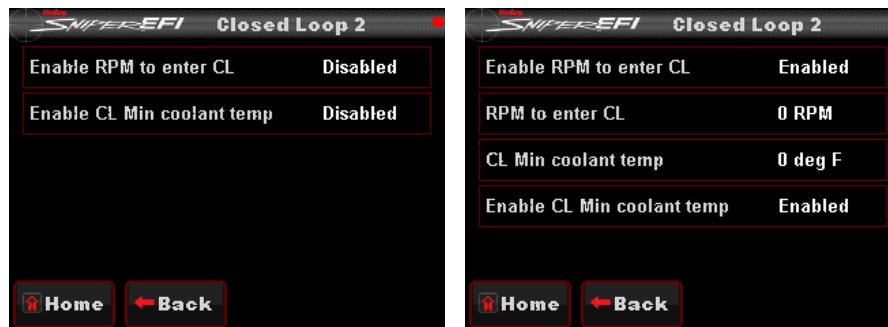 Holley
SNIPER EFI Closed Loop 2
Enable RPM to enter CL Disabled
Enable CL Min coolant temp Disabled
Home Back
Holley
SNIPER EFI Closed Loop 2
Enable RPM to enter CL Enabled
RPM to enter CL 0 RPM
CL Min coolant temp 0 deg F
Enable CL Min coolant temp Enabled
Home Back